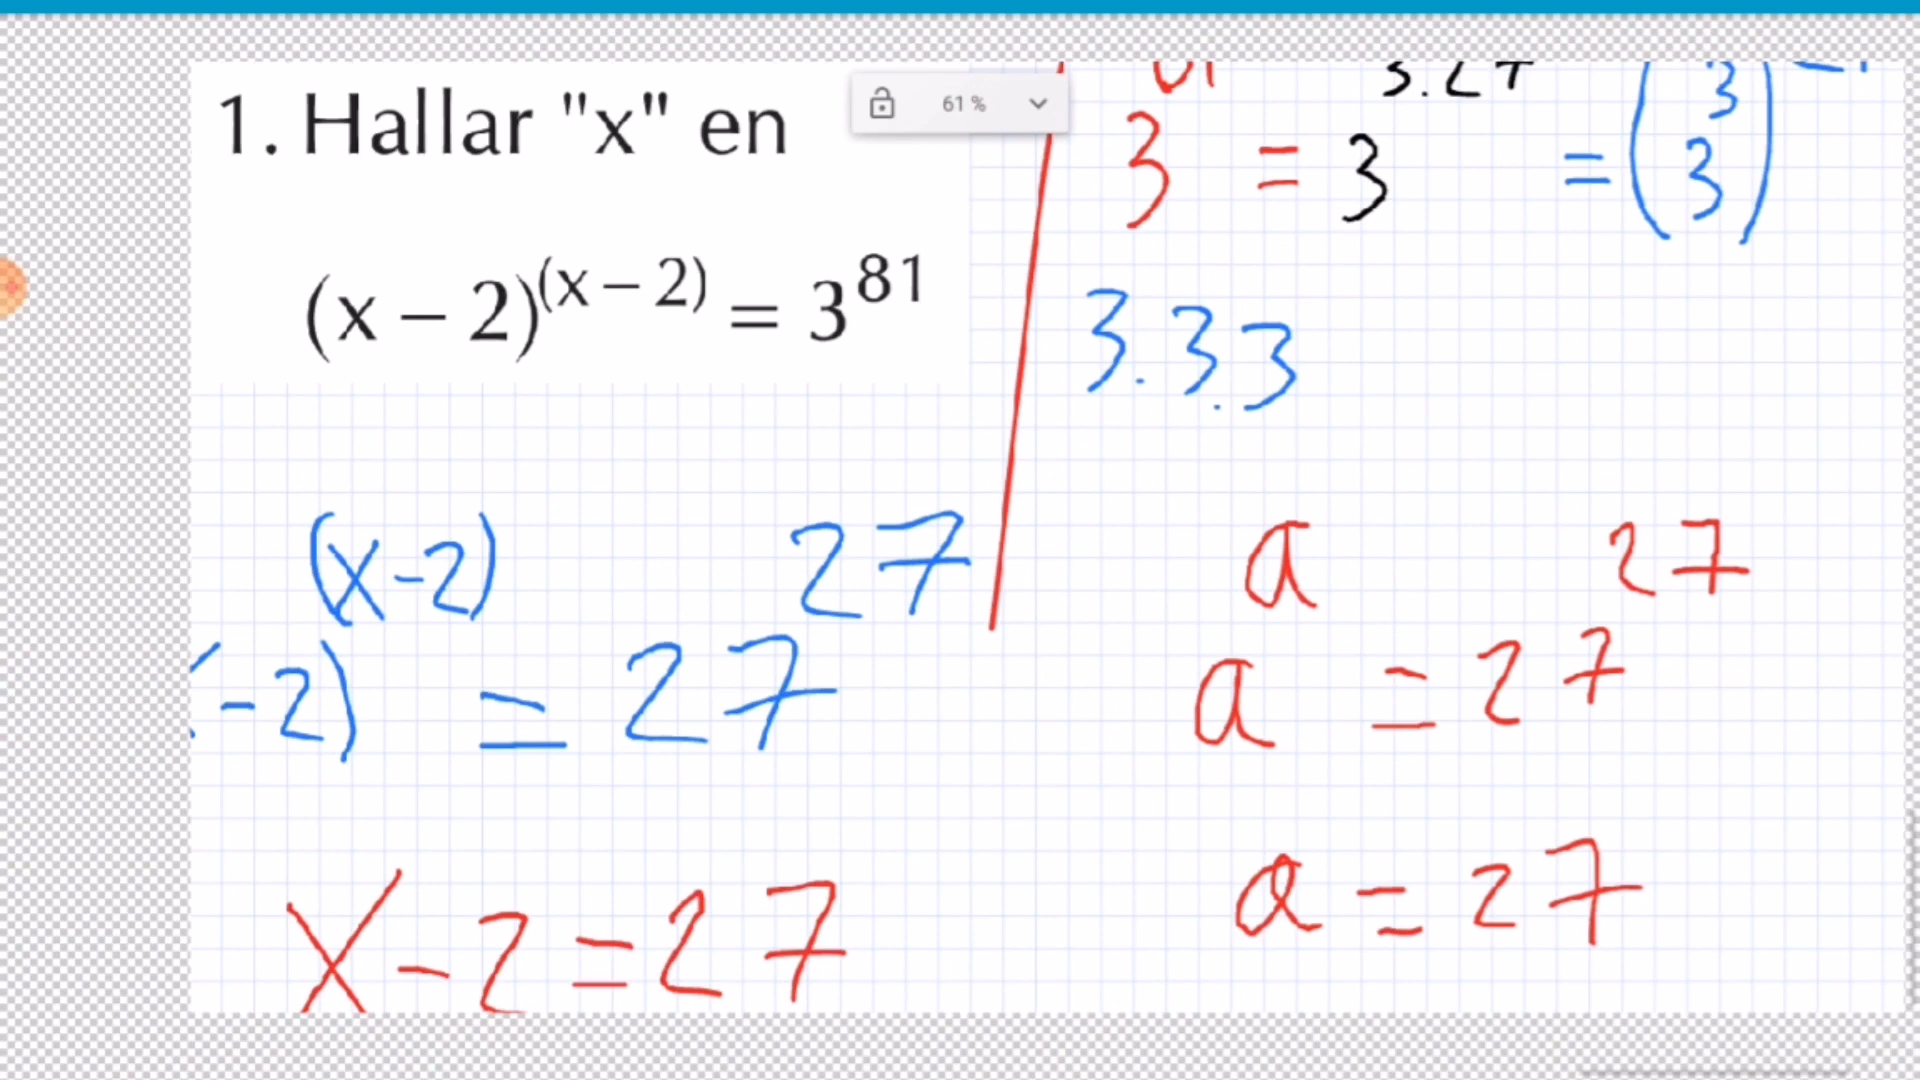 1. Hallar "x" en
61 %
(x – 2)^(x – 2) = 3^81
3 = 3 = (3
3)
3.3.3
(x-2) 27
-2) = 27
x-2=27
a 27
a = 27
a = 27